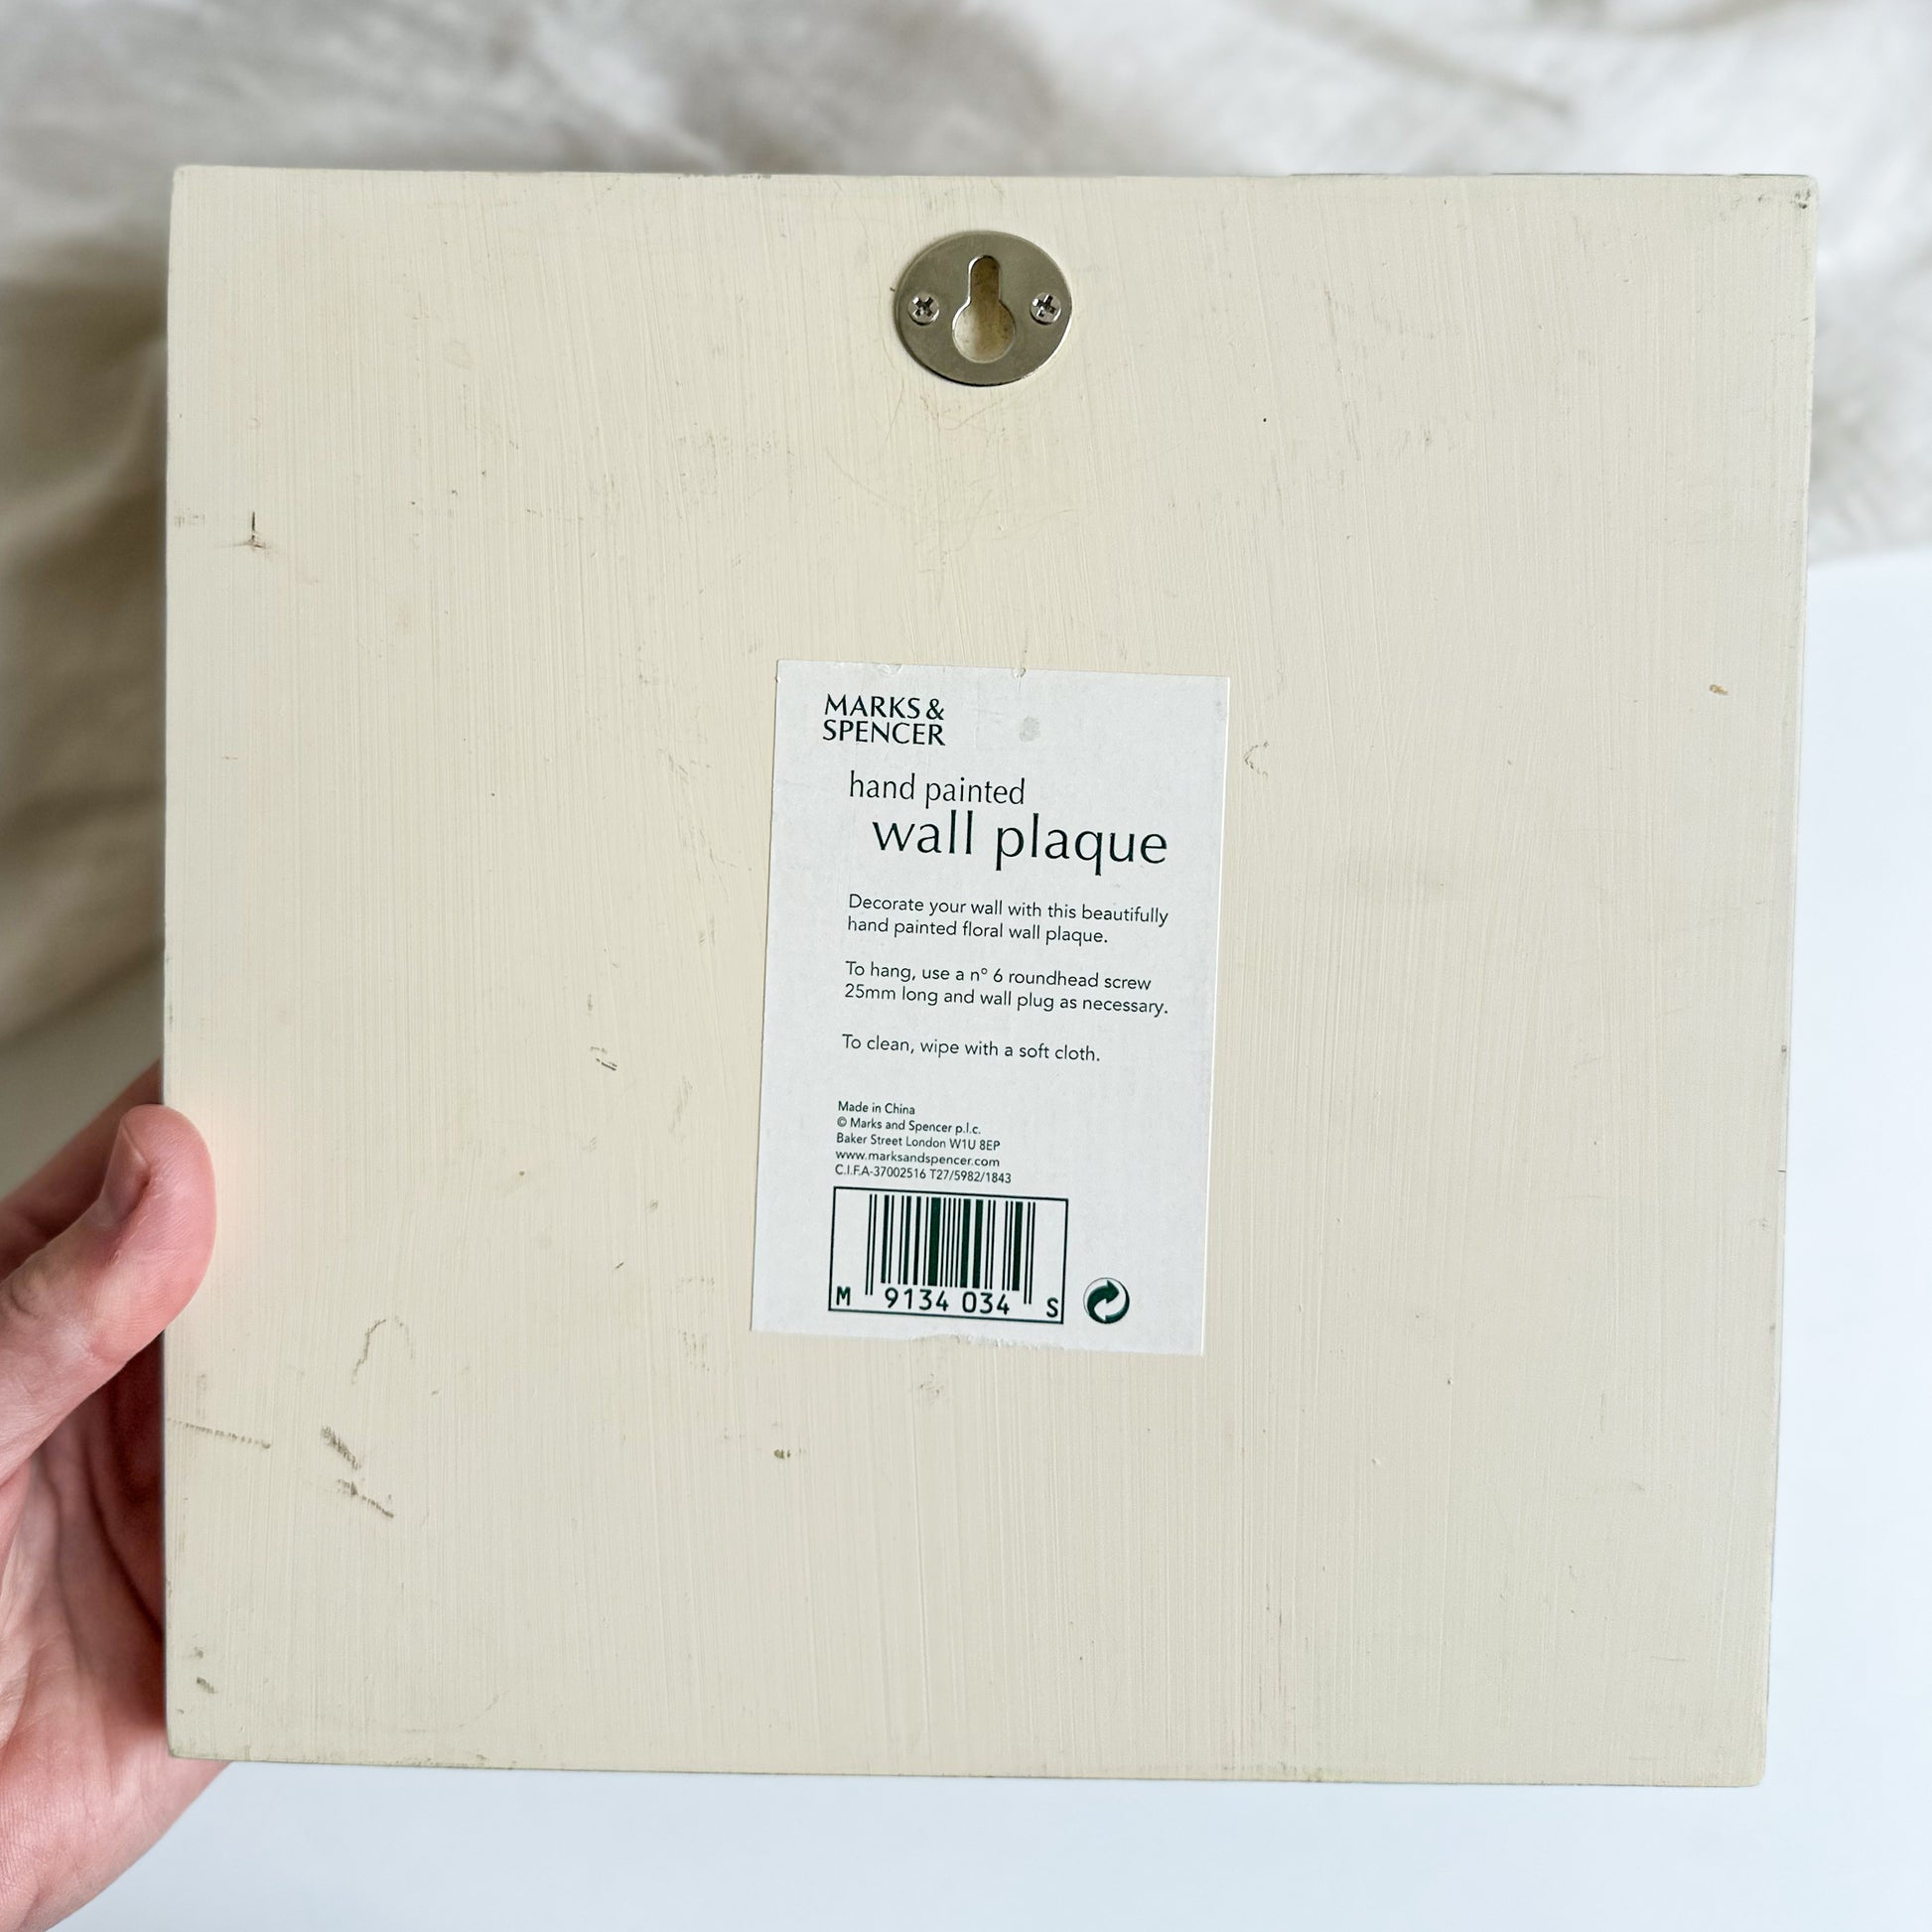 MARKS &
SPENCER
hand painted
wall plaque
Decorate your wall with this beautifully
hand painted floral wall plaque.
To hang, use a nº 6 roundhead screw
25mm long and wall plug as necessary.
To clean, wipe with a soft cloth.
Made in China
© Marks and Spencer p.l.c.
Baker Street London W1U 8EP
www.marksandspencer.com
C.I.F.A-37002516 T27/5982/1843
M 9134 034 S